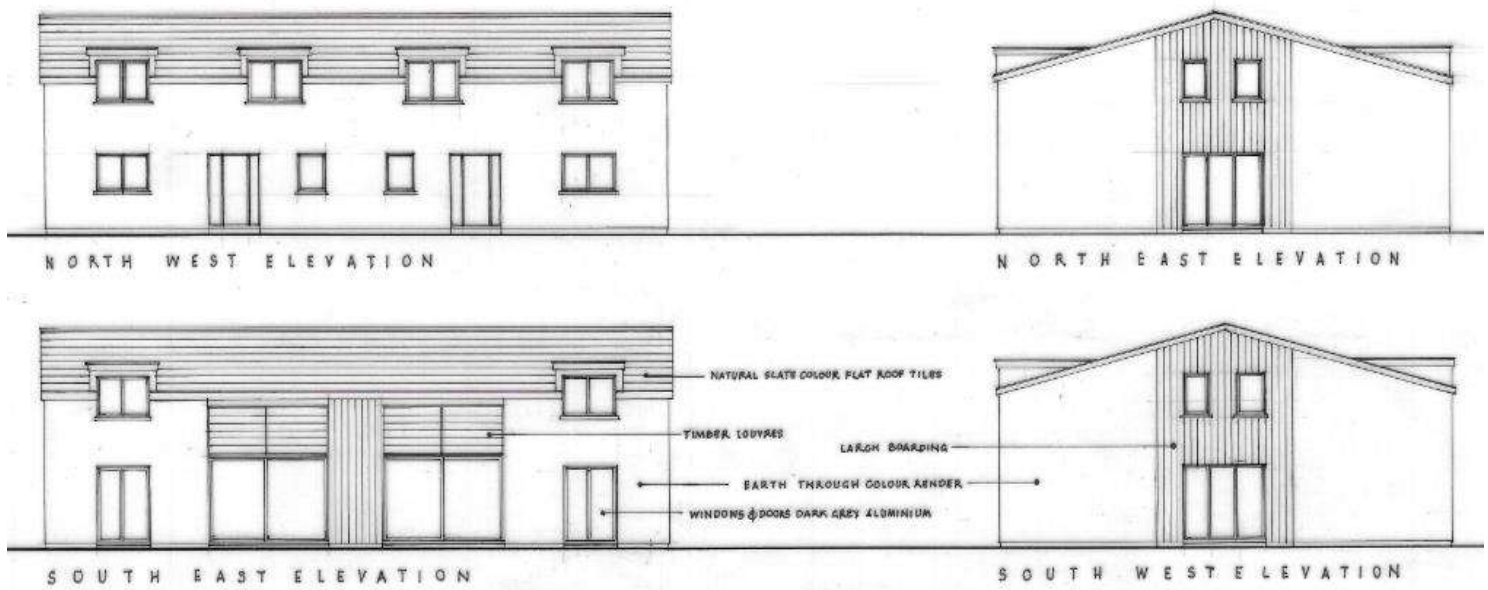 NORTH WEST ELEVATION
NORTH EAST ELEVATION
NATURAL SLATE COLOUR FLAT ROOF TILES
TIMBER LOUVRES
LARCH BOARDING
EARTH THROUGH COLOUR RENDER
WINDOWS & DOORS DARK GREY ALUMINIUM
SOUTH EAST ELEVATION
SOUTH WEST ELEVATION